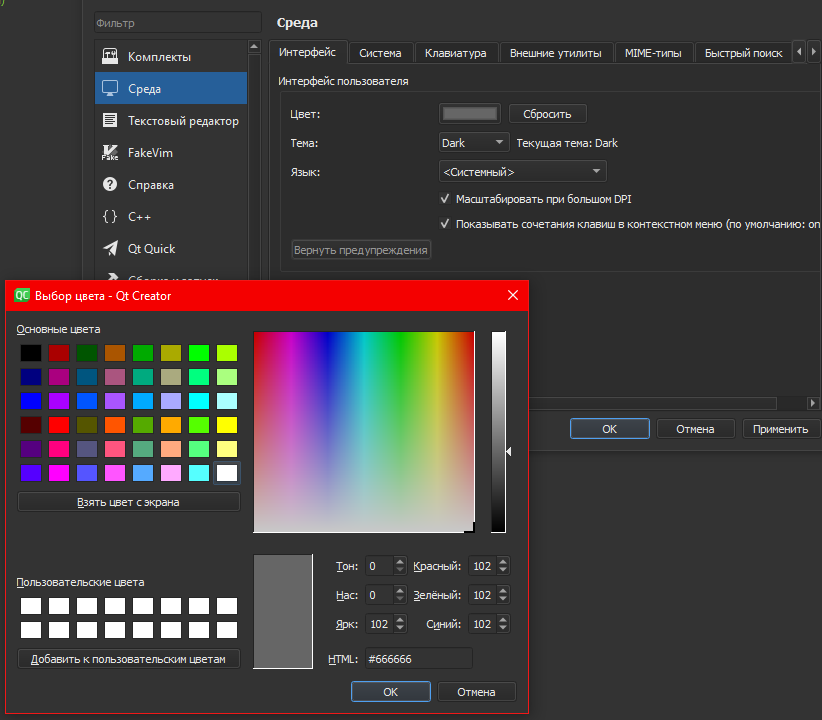 Фильтр
Среда
Комплекты
Среда
Текстовый редактор
FakeVim
Справка
C++
Qt Quick
Интерфейс
Система
Клавиатура
Внешние утилиты
MIME-типы
Быстрый поиск
Интерфейс пользователя
Цвет:
Сбросить
Тема:
Dark
Текущая тема: Dark
Язык:
<Системный>
Масштабировать при большом DPI
Показывать сочетания клавиш в контекстном меню (по умолчанию: on
Вернуть предупреждения
OK
Отмена
Применить
QC Выбор цвета - Qt Creator
Основные цвета
Взять цвет с экрана
Пользовательские цвета
Добавить к пользовательским цветам
Тон: 0 Красный: 102
Нас: 0 Зелёный: 102
Ярк: 102 Синий: 102
HTML: #666666
OK
Отмена